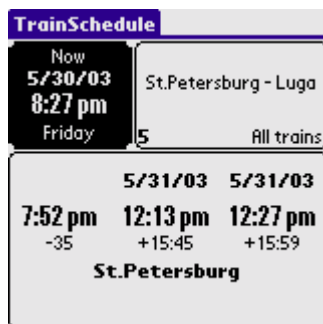 TrainSchedule
Now
5/30/03
8:27 pm
Friday
St.Petersburg - Luga
5 All trains
5/31/03 5/31/03
7:52 pm 12:13 pm 12:27 pm
-35 +15:45 +15:59
St.Petersburg